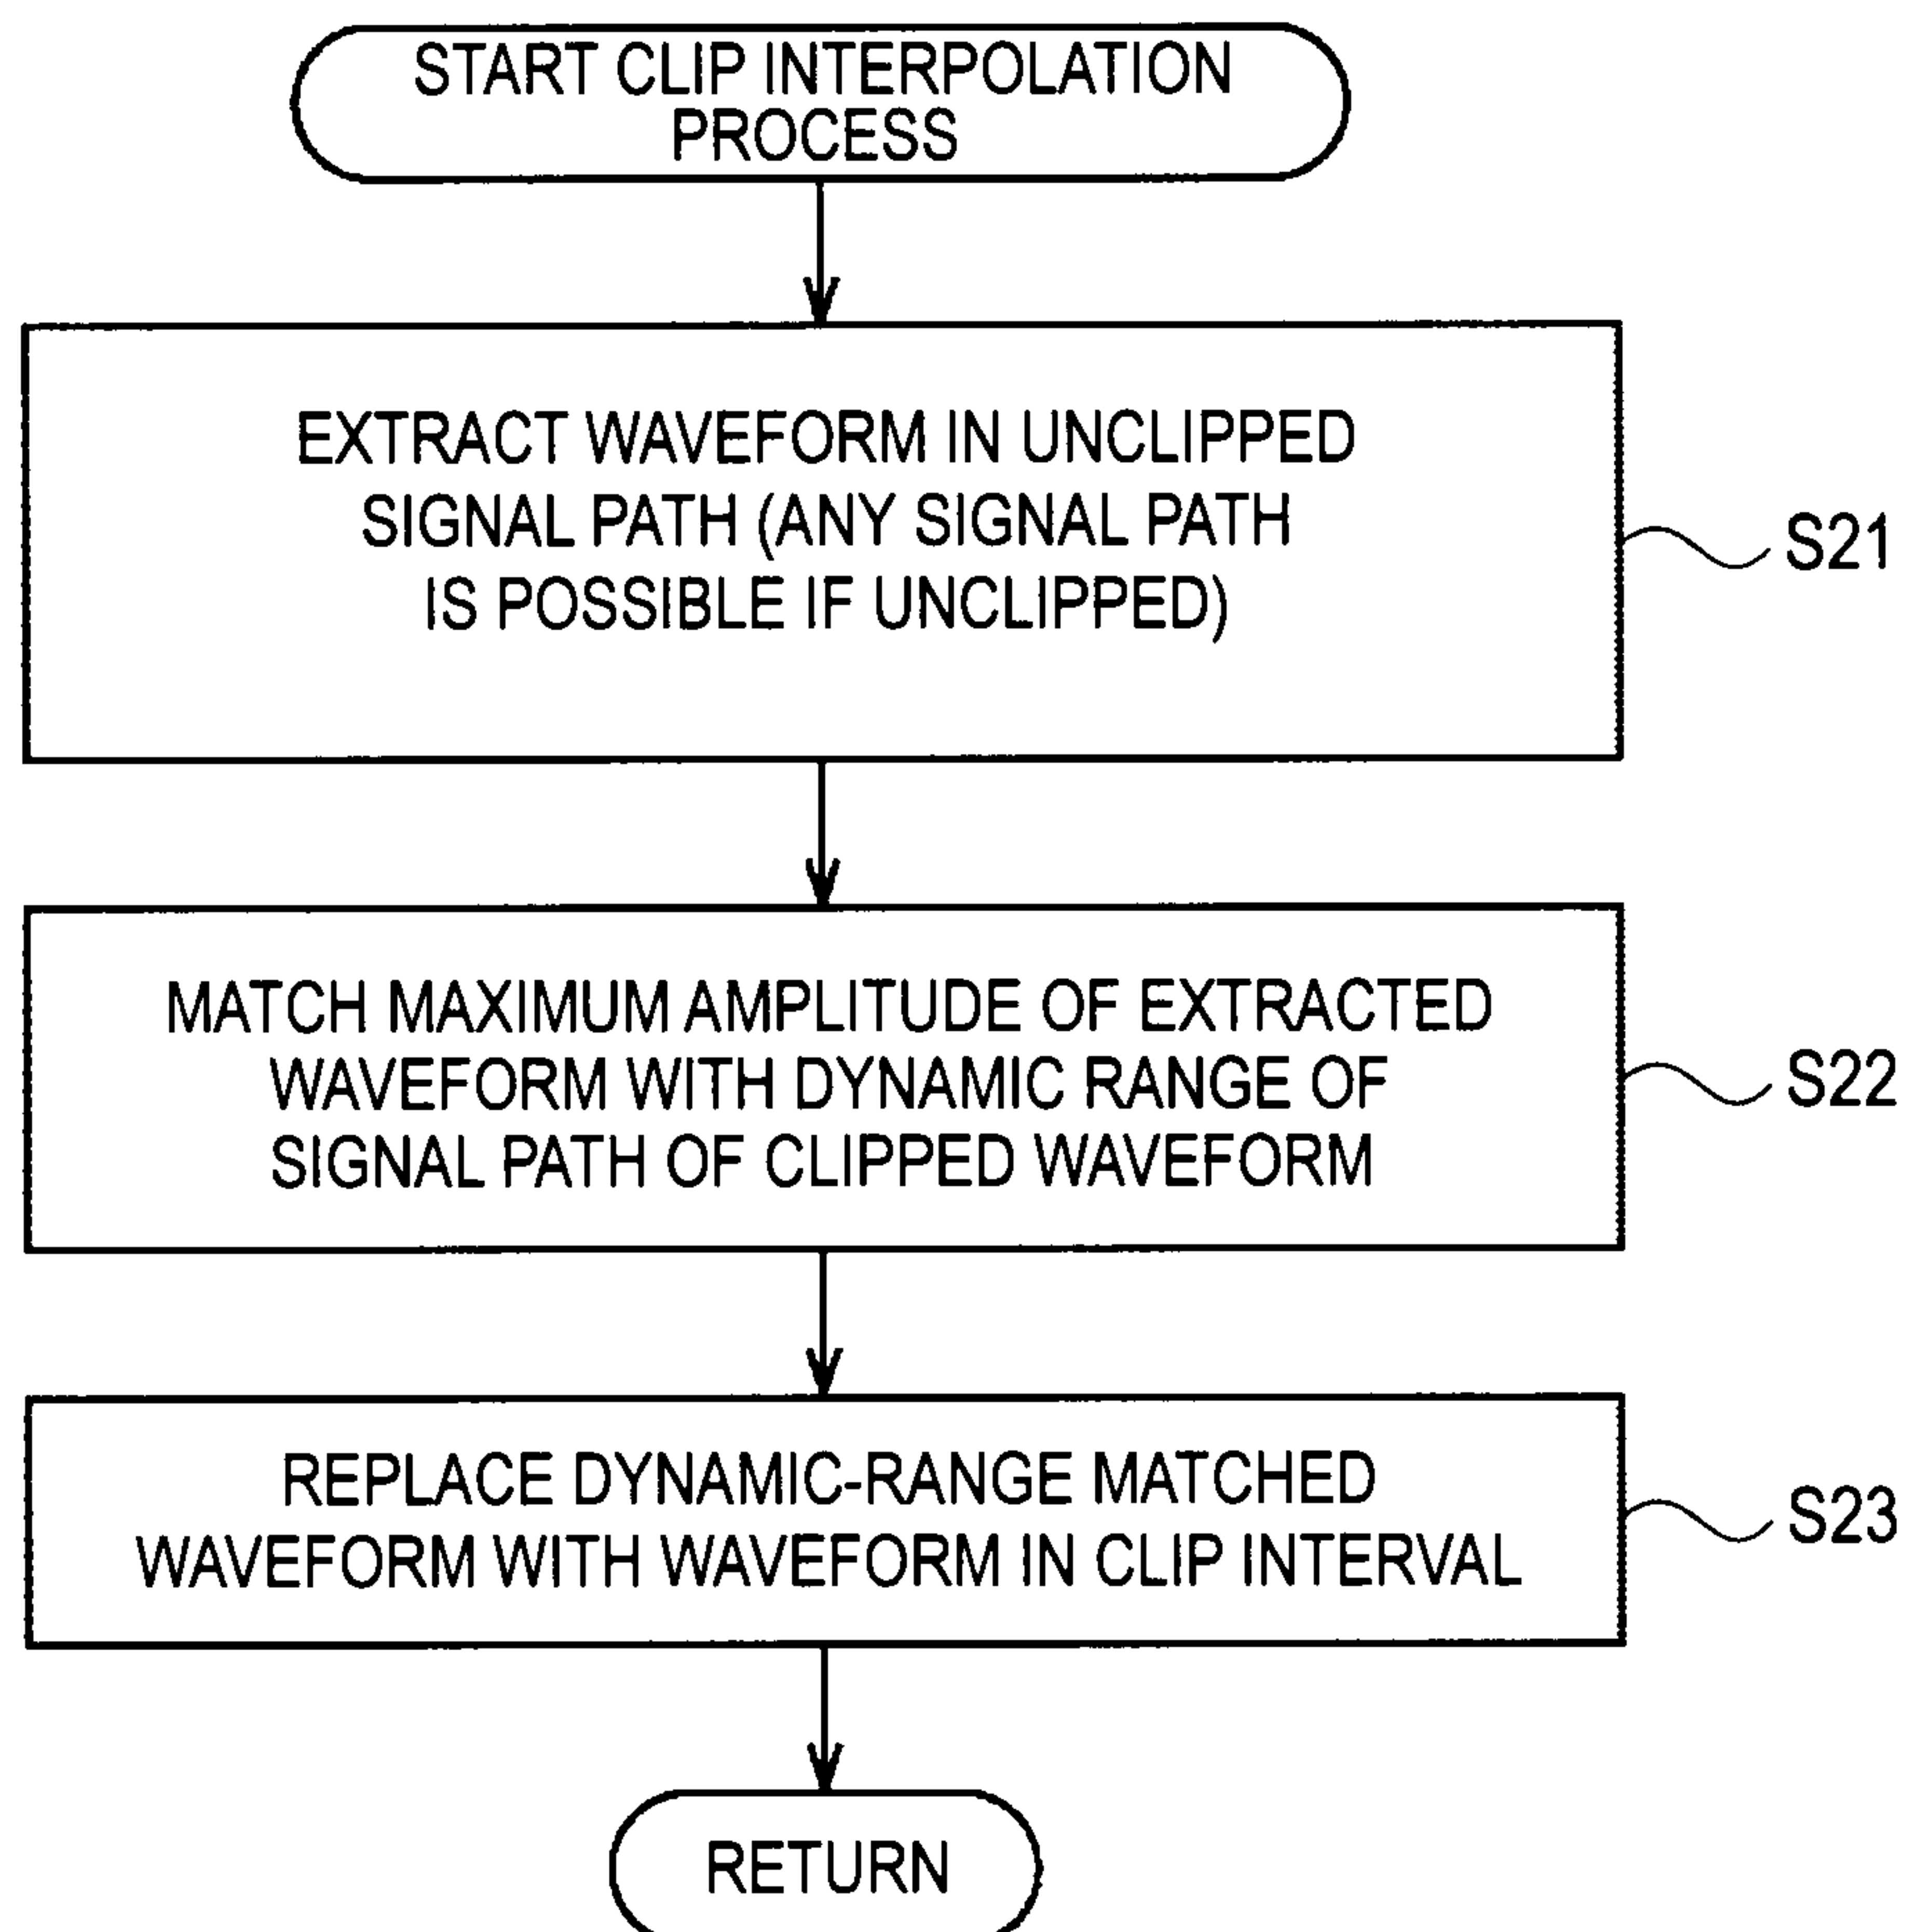 START CLIP INTERPOLATION
PROCESS
EXTRACT WAVEFORM IN UNCLIPPED
SIGNAL PATH (ANY SIGNAL PATH
IS POSSIBLE IF UNCLIPPED)
S21
MATCH MAXIMUM AMPLITUDE OF EXTRACTED
WAVEFORM WITH DYNAMIC RANGE OF
SIGNAL PATH OF CLIPPED WAVEFORM
S22
REPLACE DYNAMIC-RANGE MATCHED
WAVEFORM WITH WAVEFORM IN CLIP INTERVAL
S23
RETURN